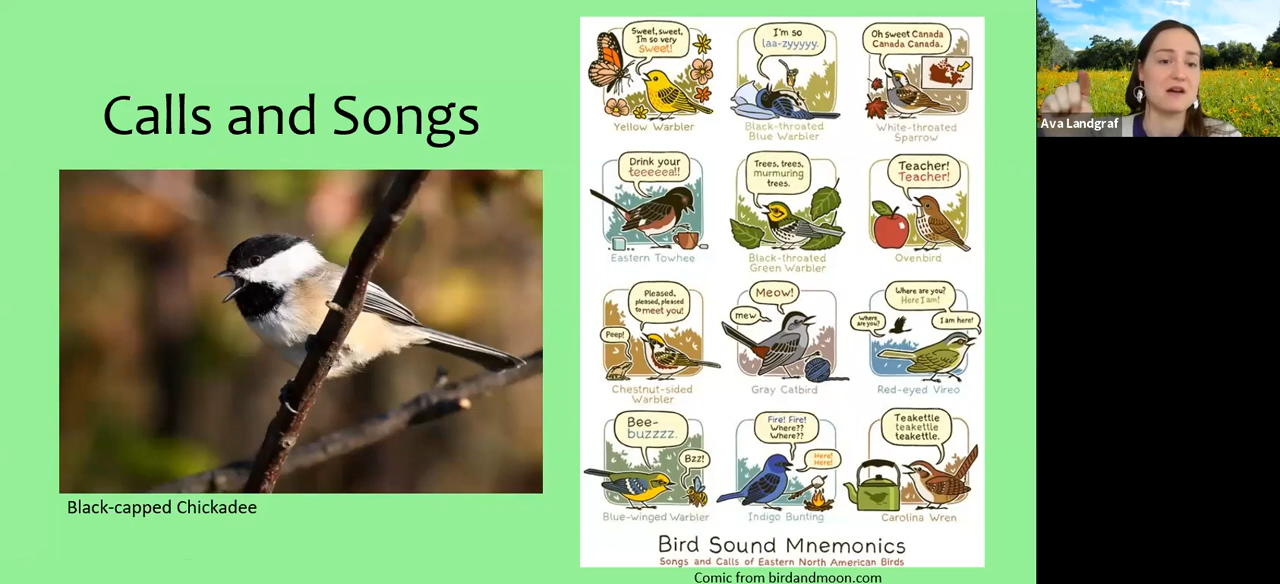 Calls and Songs
Black-capped Chickadee
Sweet, sweet,
I'm so very
sweet!
Yellow Warbler
I'm so
laa-zyyyyy.
Black-throated
Blue Warbler
Oh sweet Canada
Canada Canada.
White-throated
Sparrow
Drink your
teeeeea!!
Eastern Towhee
Trees, trees,
murmuring
trees.
Black-throated
Green Warbler
Teacher!
Teacher!
Ovenbird
Pleased,
pleased, pleased
to meet you!
Peep!
Chestnut-sided
Warbler
Meow!
mew
Gray Catbird
Where are you?
Here I am!
Where
are you?
I am here!
Red-eyed Vireo
Bee-
buzzzz.
Bzz!
Blue-winged Warbler
Fire! Fire!
Where??
Where??
Here!
Here!
Indigo Bunting
Teakettle
teakettle
teakettle.
Carolina Wren
Bird Sound Mnemonics
Songs and Calls of Eastern North American Birds
Comic from birdandmoon.com
Ava Landgraf